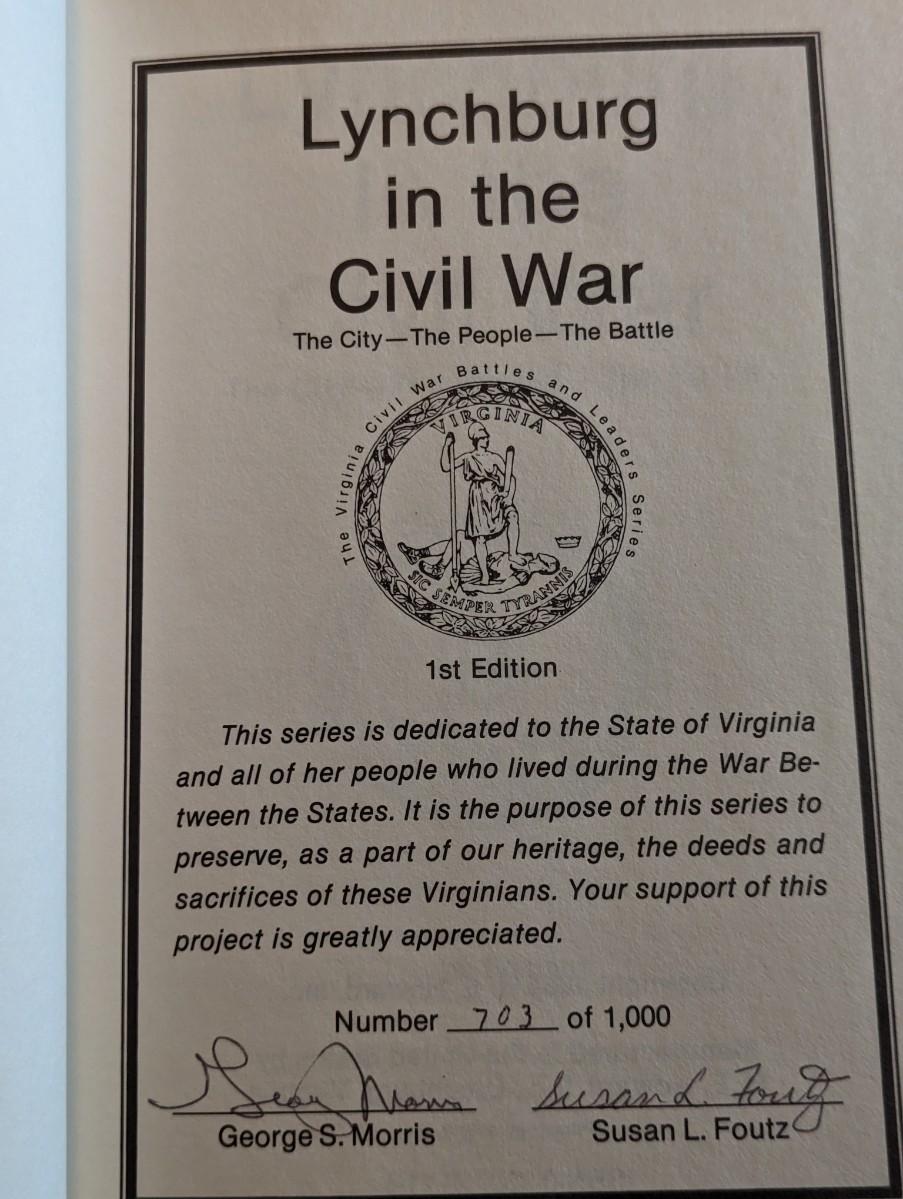 Lynchburg
in the
Civil War
The City—The People—The Battle
The Virginia Civil War Battles and Leaders Series
VIRGINIA
SIC SEMPER TYRANNIS
1st Edition
This series is dedicated to the State of Virginia
and all of her people who lived during the War Be-
tween the States. It is the purpose of this series to
preserve, as a part of our heritage, the deeds and
sacrifices of these Virginians. Your support of this
project is greatly appreciated.
Number 703 of 1,000
George Morris Susan L. Foutz
George S. Morris Susan L. Foutz